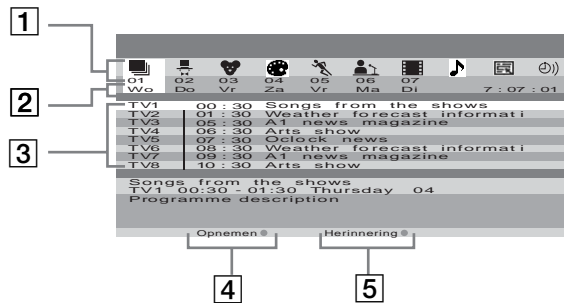 1
01 02 03 04 05 06 07
2
Wo Do Vr Za Vr Ma Di 7 : 07 : 01
TV1 00 : 30 Songs from the shows
TV2 01 : 30 Weather forecast informati
TV3 05 : 30 A1 news magazine
3
TV4 06 : 30 Arts show
TV5 07 : 30 Oclock news
TV6 08 : 30 Weather forecast informati
TV7 09 : 30 A1 news magazine
TV8 10 : 30 Arts show
Songs from the shows
TV1 00:30 - 01:30 Thursday 04
Programme description
Opnemen Herinnering
4 5